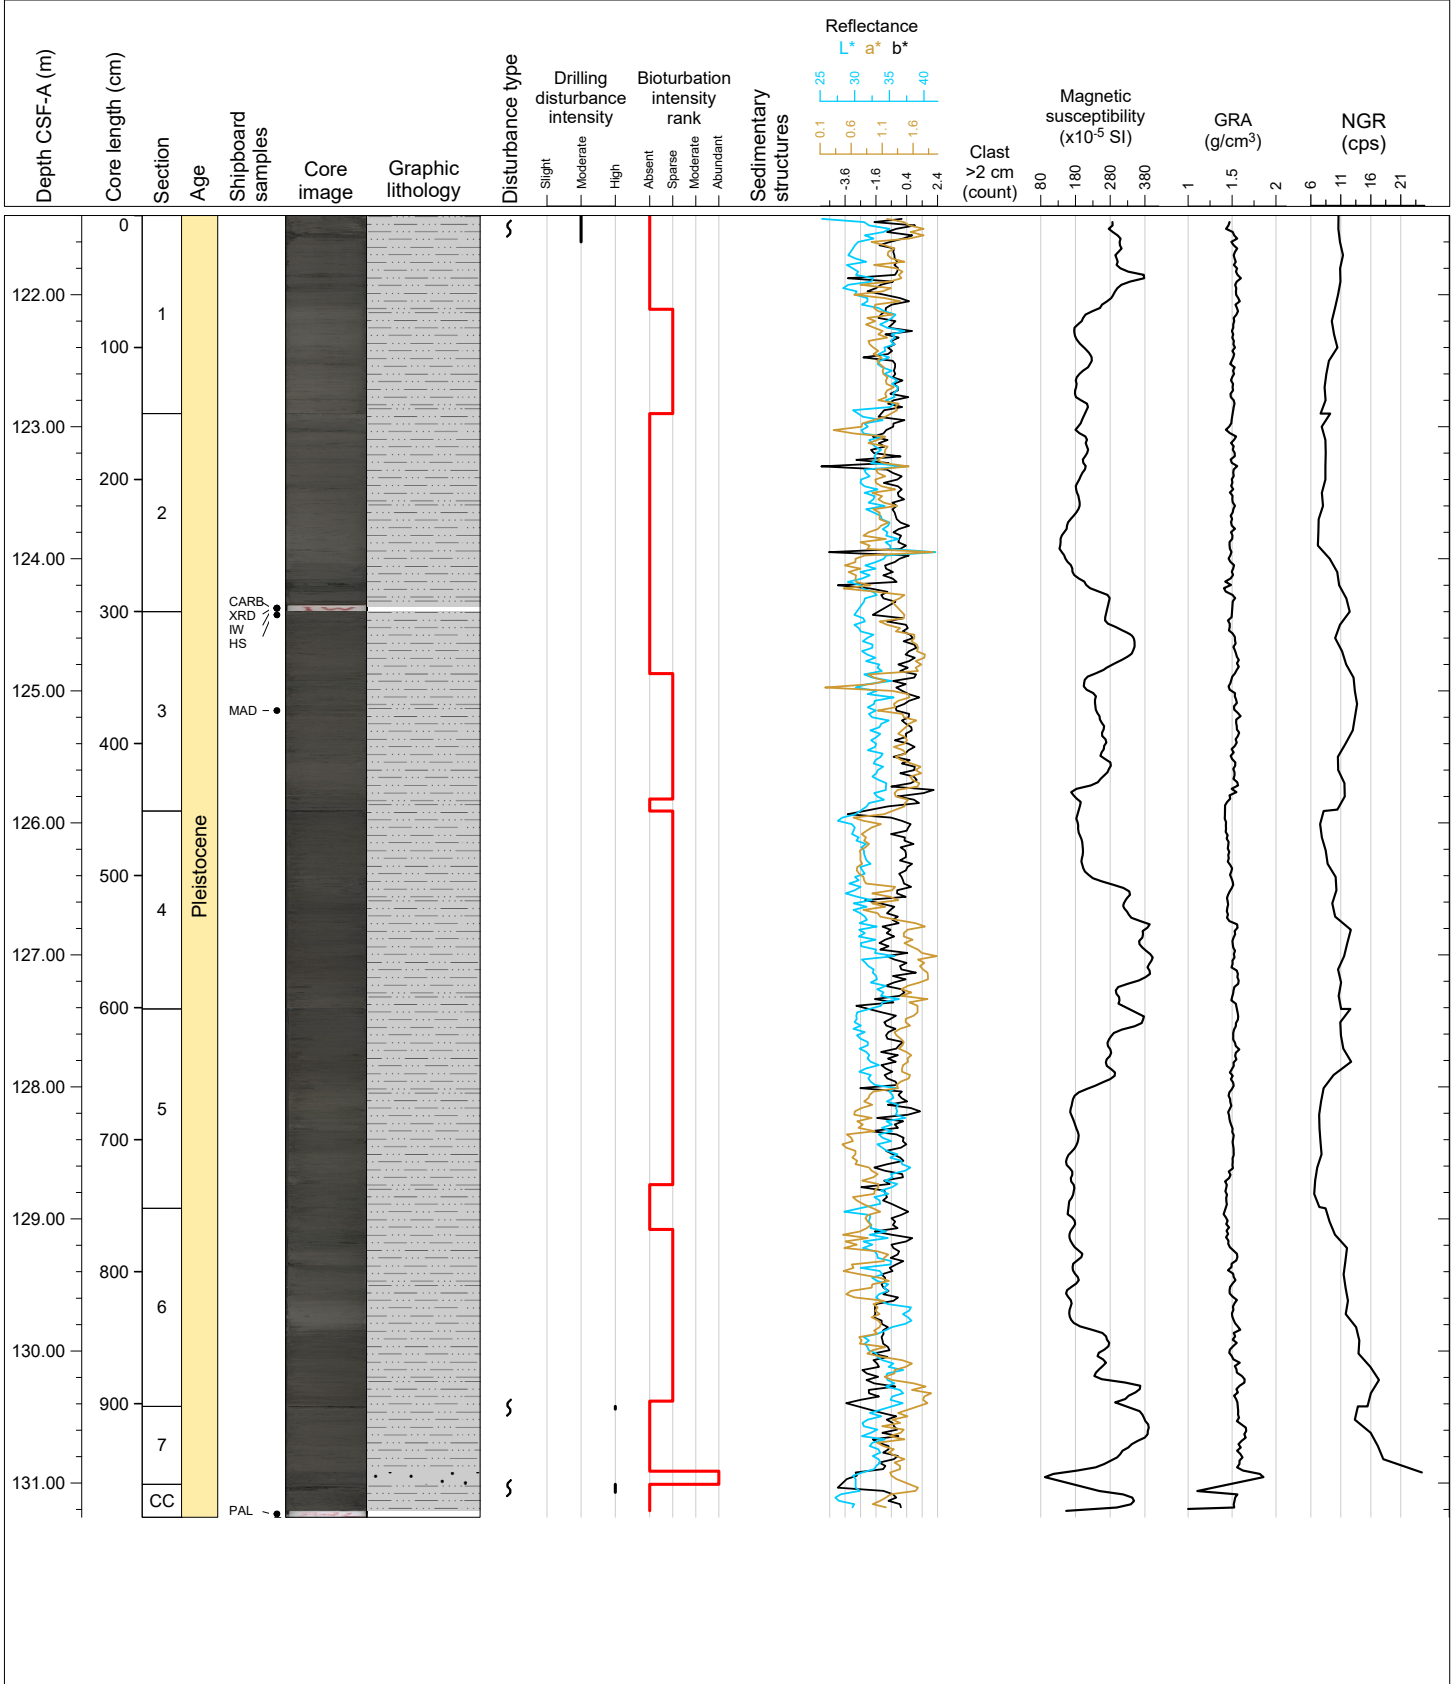 Depth CSF-A (m)
Core length (cm)
Section
Age
Shipboard
samples
Core
image
Graphic
lithology
Disturbance type
Drilling
disturbance
intensity
Slight
Moderate
High
Bioturbation
intensity
rank
Absent
Sparse
Moderate
Abundant
Sedimentary
structures
Reflectance
L* a* b*
25 30 35 40
0.1 0.6 1.1 1.6
-3.6 -1.6 0.4 2.4
Clast
>2 cm
(count)
Magnetic
susceptibility
(x10-5 SI)
80 180 280 380
GRA
(g/cm3)
1 1.5 2
NGR
(cps)
6 11 16 21
0
122.00
1
100
123.00
200
2
124.00
CARB
300
XRD
IW
HS
125.00
3
MAD
400
126.00
Pleistocene
500
4
127.00
600
128.00
5
700
129.00
800
6
130.00
900
7
131.00
CC
PAL